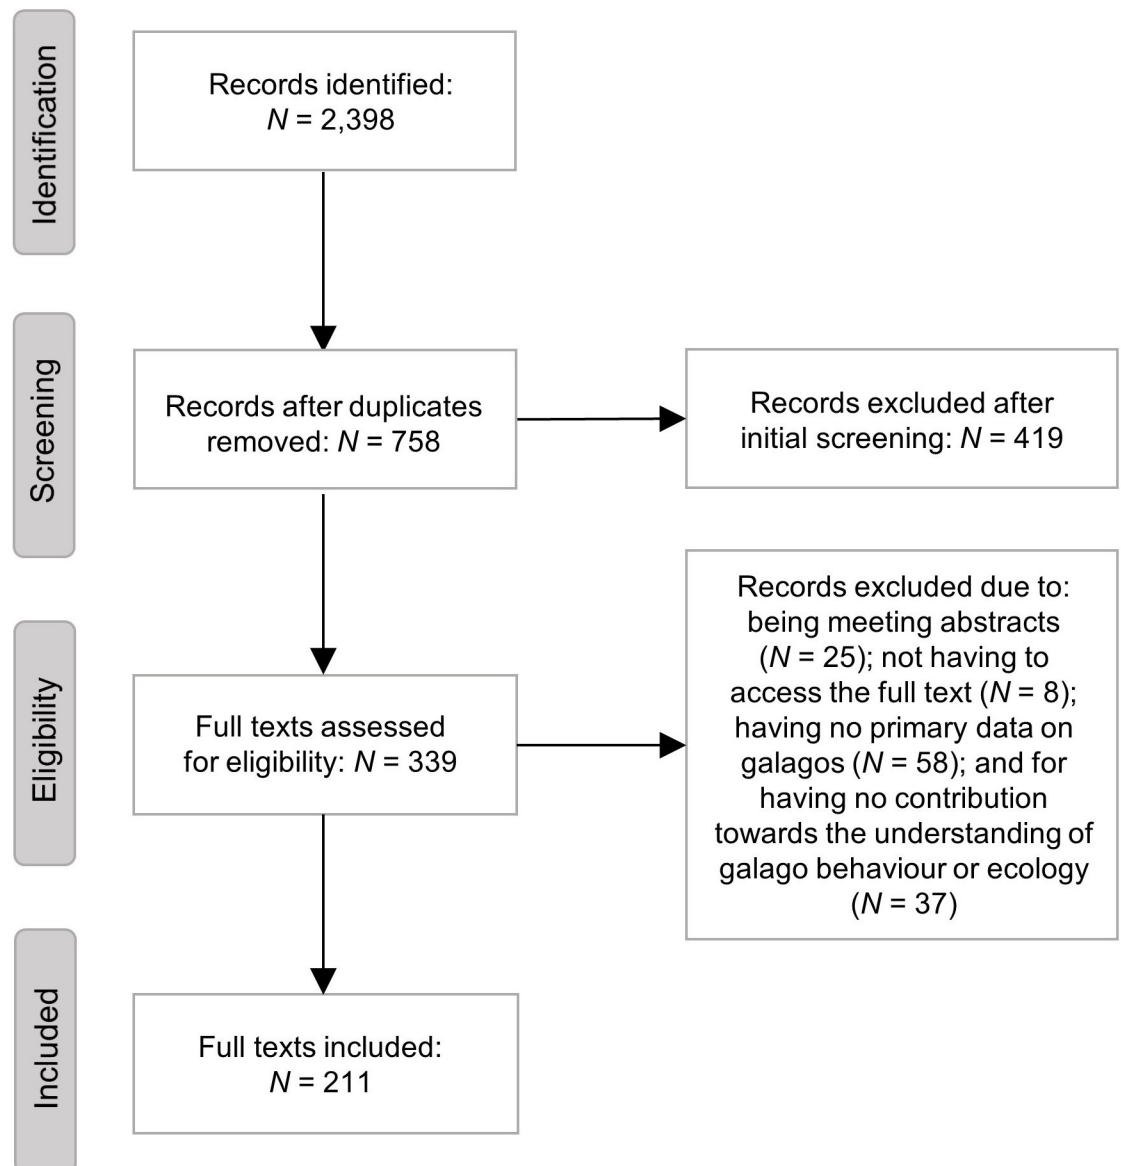 Identification
Records identified:
N = 2,398
Screening
Records after duplicates
removed: N = 758
Records excluded after
initial screening: N = 419
Eligibility
Full texts assessed
for eligibility: N = 339
Records excluded due to:
being meeting abstracts
(N = 25); not having to
access the full text (N = 8);
having no primary data on
galagos (N = 58); and for
having no contribution
towards the understanding of
galago behaviour or ecology
(N = 37)
Included
Full texts included:
N = 211